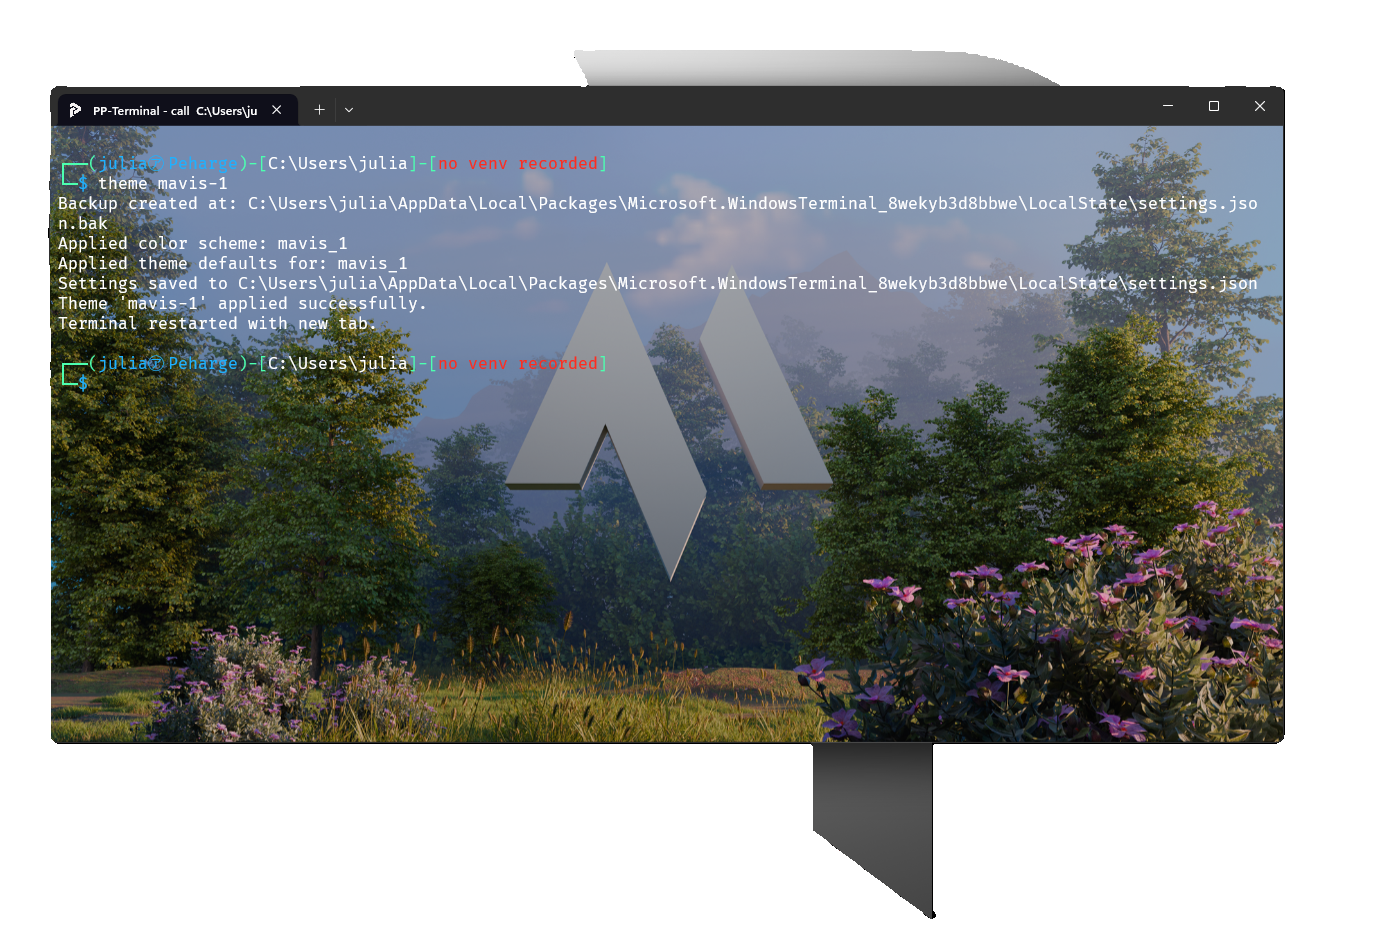 PP-Terminal - call C:\Users\ju
┌──(julia㉿Peharge)-[C:\Users\julia]-[no venv recorded]
└─$ theme mavis-1
Backup created at: C:\Users\julia\AppData\Local\Packages\Microsoft.WindowsTerminal_8wekyb3d8bbwe\LocalState\settings.jso
n.bak
Applied color scheme: mavis_1
Applied theme defaults for: mavis_1
Settings saved to C:\Users\julia\AppData\Local\Packages\Microsoft.WindowsTerminal_8wekyb3d8bbwe\LocalState\settings.json
Theme 'mavis-1' applied successfully.
Terminal restarted with new tab.
┌──(julia㉿Peharge)-[C:\Users\julia]-[no venv recorded]
└─$